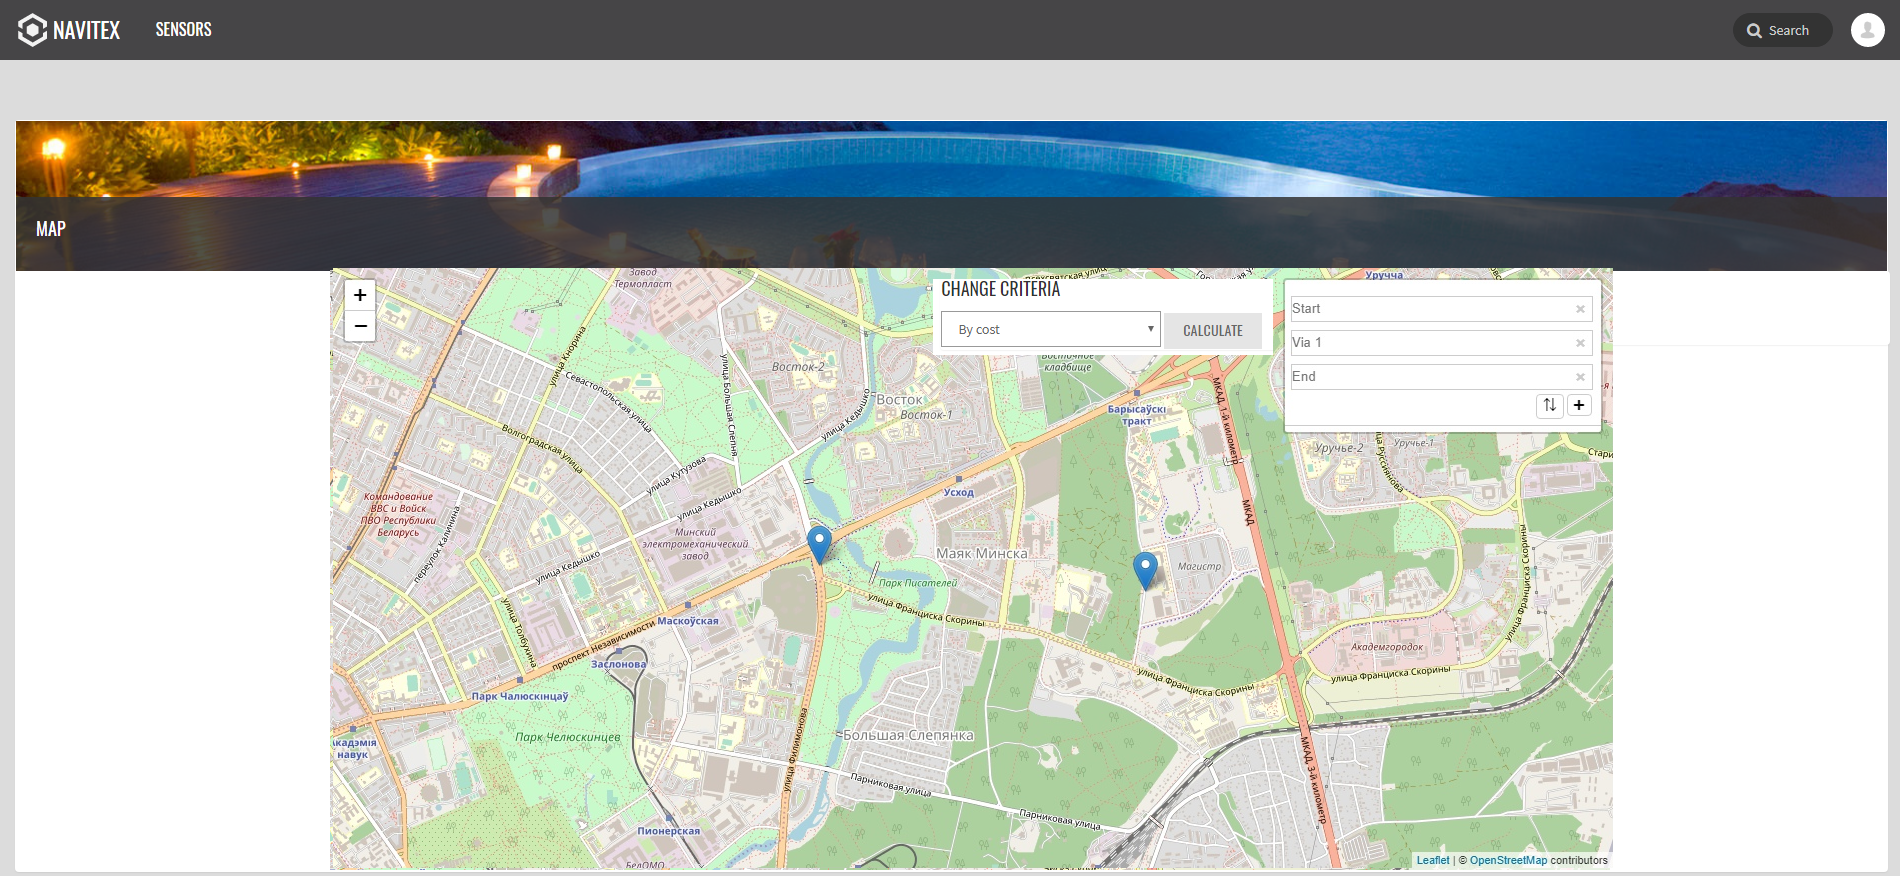 NAVITEX
SENSORS
Search
MAP
+
−
CHANGE CRITERIA
By cost
CALCULATE
Start
Via 1
End
Завод
Термопласт
Уручча
улица Кнорина
Севастопольская улица
Волгоградская улица
улица Большая Слепня
Восток-2
улица Кедышко
Восток
Восток-1
кладбище
Барысаўскі
тракт
МКАД, 1-й километр
Уручье-2
Уручье-1
улица Кутузова
улица Кедышко
Усход
МКАД
Командование
ВВС и Войск
ПВО Республики
Беларусь
переулок Калинина
Минский
электромеханический
завод
улица Кедышко
Маяк Минска
Парк Писателей
Магистр
улица Франциска Скорины
улица Франциска Скорины
Маскоўская
проспект Независимости
улица Толбухина
Заслонова
Парк Чалюскінцаў
Академгородок
улица Франциска Скорины
улица Франциска Скорины
Парк Челюскинцев
навук
улица Филимонова
Большая Слепянка
МКАД, 3-й километр
Парниковая улица
Парниковая улица
Пионерская
БелОМО
Leaflet | © OpenStreetMap contributors